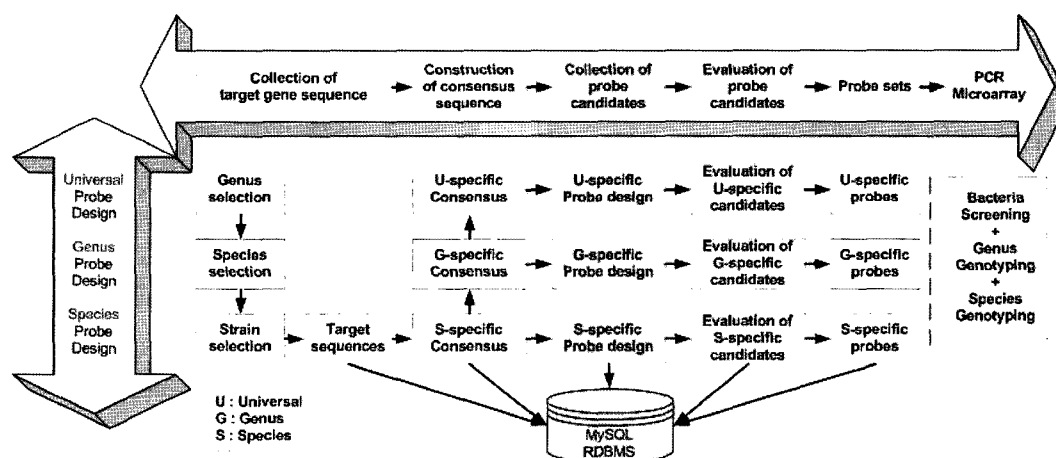 Collection of
target gene sequence
Construction
of consensus
sequence
Collection of
probe
candidates
Evaluation of
probe
candidates
Probe sets
PCR
Microarray
Universal
Probe
Design
Genus
Probe
Design
Species
Probe
Design
Genus
selection
Species
selection
Strain
selection
Target
sequences
U-specific
Consensus
U-specific
Probe design
Evaluation of
U-specific
candidates
U-specific
probes
G-specific
Consensus
G-specific
Probe design
Evaluation of
G-specific
candidates
G-specific
probes
S-specific
Consensus
S-specific
Probe design
Evaluation of
S-specific
candidates
S-specific
probes
Bacteria
Screening
+
Genus
Genotyping
+
Species
Genotyping
U : Universal
G : Genus
S : Species
MySQL
RDBMS